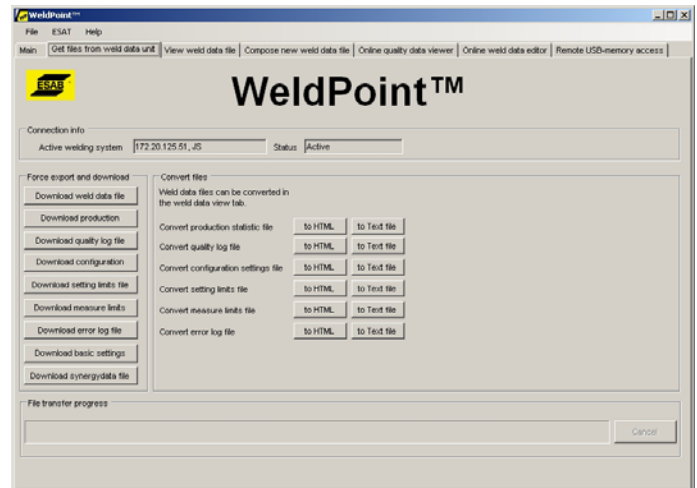 WeldPoint™
File ESAT Help
Main Get files from weld data unit View weld data file Compose new weld data file Online quality data viewer Online weld data editor Remote USB-memory access
ESAB
WeldPoint™
Connection info
Active welding system 172.20.125.51, JS Status Active
Force export and download
Download weld data file
Download production
Download quality log file
Download configuration
Download setting limits file
Download measure limits
Download error log file
Download basic settings
Download synergydata file
Convert files
Weld data files can be converted in
the weld data view tab.
Convert production statistic file to HTML to Text file
Convert quality log file to HTML to Text file
Convert configuration settings file to HTML to Text file
Convert setting limits file to HTML to Text file
Convert measure limits file to HTML to Text file
Convert error log file to HTML to Text file
File transfer progress
Cancel